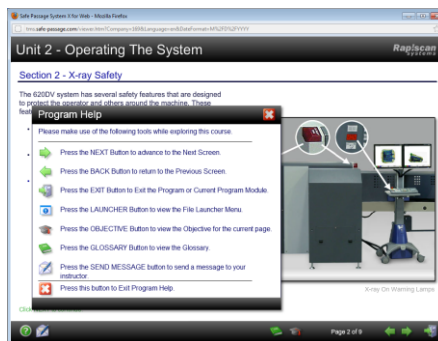 Safe Passage System X for Web - Mozilla Firefox
Unit 2 - Operating The System
Rapiscan
systems
Section 2 - X-ray Safety
The 620DV system has several safety features that are designed
to protect the operator and others around the machine. These
Program Help
Please make use of the following tools while exploring this course.
Press the NEXT Button to advance to the Next Screen.
Press the BACK Button to return to the Previous Screen.
Press the EXIT Button to Exit the Program or Current Program Module.
Press the LAUNCHER Button to view the File Launcher Menu.
Press the OBJECTIVE Button to view the Objective for the current page.
Press the GLOSSARY Button to view the Glossary.
Press the SEND MESSAGE button to send a message to your
instructor.
Press this button to Exit Program Help.
X-ray On Warning Lamps
Page 2 of 9